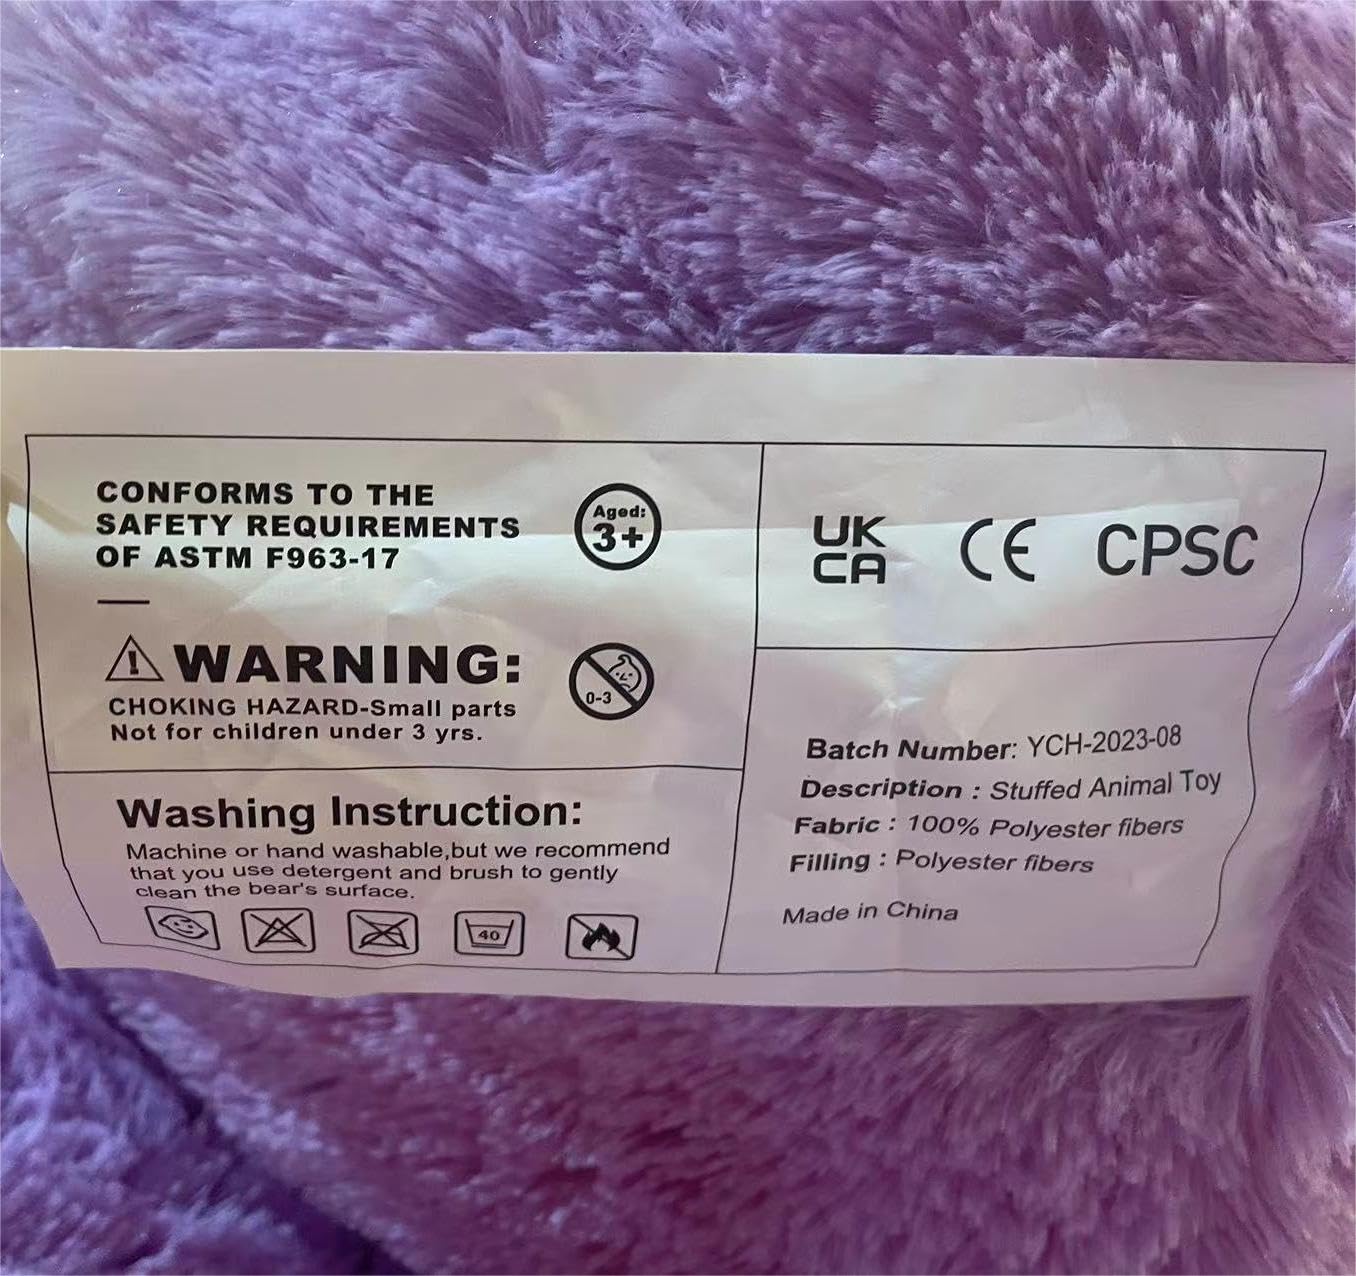 CONFORMS TO THE
SAFETY REQUIREMENTS
OF ASTM F963-17
Aged:
3+
WARNING:
CHOKING HAZARD-Small parts
Not for children under 3 yrs.
0-3
Washing Instruction:
Machine or hand washable,but we recommend
that you use detergent and brush to gently
clean the bear's surface.
40
UK
CA
CE
CPSC
Batch Number: YCH-2023-08
Description : Stuffed Animal Toy
Fabric : 100% Polyester fibers
Filling : Polyester fibers
Made in China